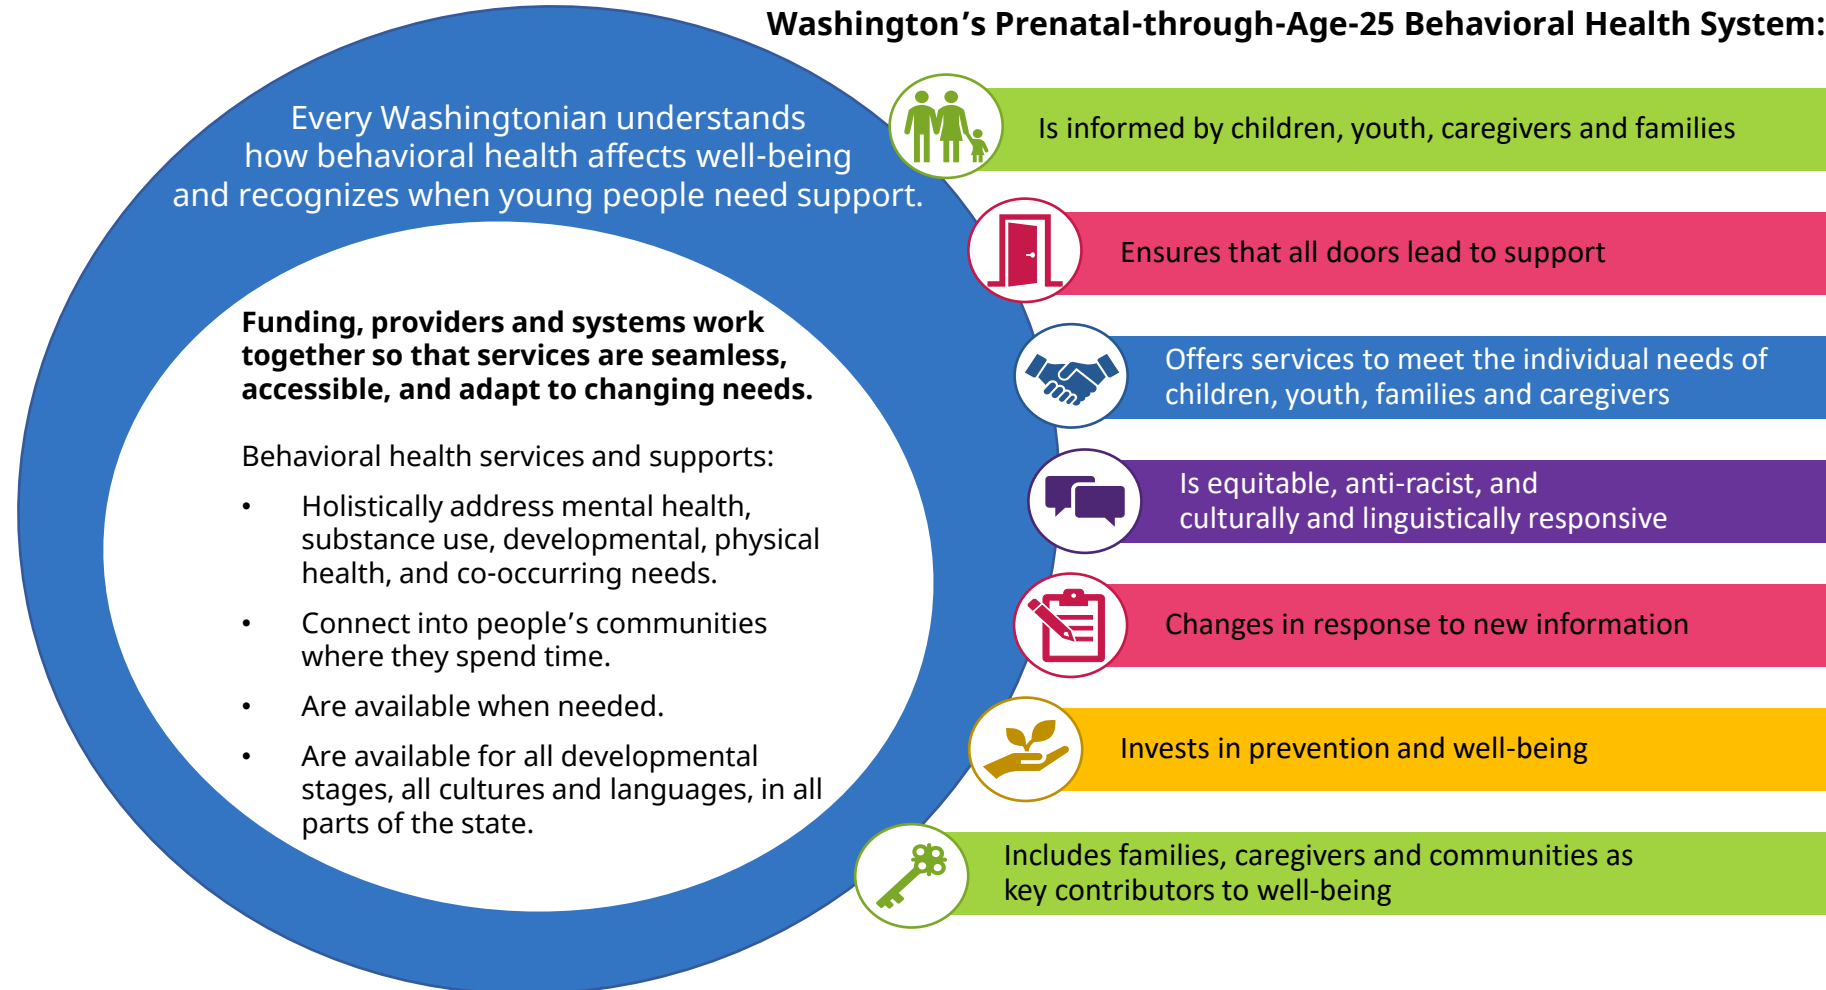 Washington’s Prenatal-through-Age-25 Behavioral Health System:
Every Washingtonian understands
how behavioral health affects well-being
and recognizes when young people need support.
Funding, providers and systems work
together so that services are seamless,
accessible, and adapt to changing needs.
Behavioral health services and supports:
• Holistically address mental health,
substance use, developmental, physical
health, and co-occurring needs.
• Connect into people’s communities
where they spend time.
• Are available when needed.
• Are available for all developmental
stages, all cultures and languages, in all
parts of the state.
Is informed by children, youth, caregivers and families
Ensures that all doors lead to support
Offers services to meet the individual needs of
children, youth, families and caregivers
Is equitable, anti-racist, and
culturally and linguistically responsive
Changes in response to new information
Invests in prevention and well-being
Includes families, caregivers and communities as
key contributors to well-being